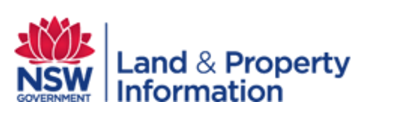 NSW
GOVERNMENT
Land & Property
Information